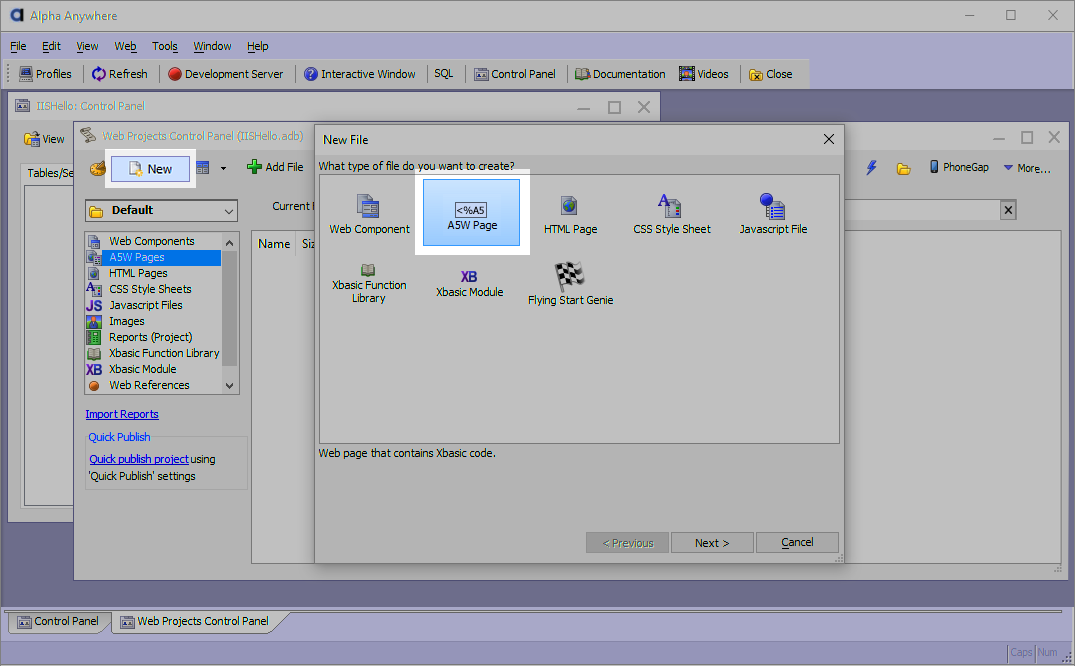 Alpha Anywhere
File Edit View Web Tools Window Help
Profiles Refresh Development Server Interactive Window SQL Control Panel Documentation Videos Close
IISHello: Control Panel
View
Tables/Se
Web Projects Control Panel (IISHello.adb)
New
Add File
PhoneGap
More...
Default
Current
Name
Siz
Web Components
A5W Pages
HTML Pages
CSS Style Sheets
JS Javascript Files
Images
Reports (Project)
Xbasic Function Library
XB Xbasic Module
Web References
Import Reports
Quick Publish
Quick publish project using
'Quick Publish' settings
New File
What type of file do you want to create?
Web Component
<%A5
A5W Page
HTML Page
CSS Style Sheet
Javascript File
Xbasic Function
Library
XB
Xbasic Module
Flying Start Genie
Web page that contains Xbasic code.
< Previous
Next >
Cancel
Control Panel
Web Projects Control Panel
Caps Num